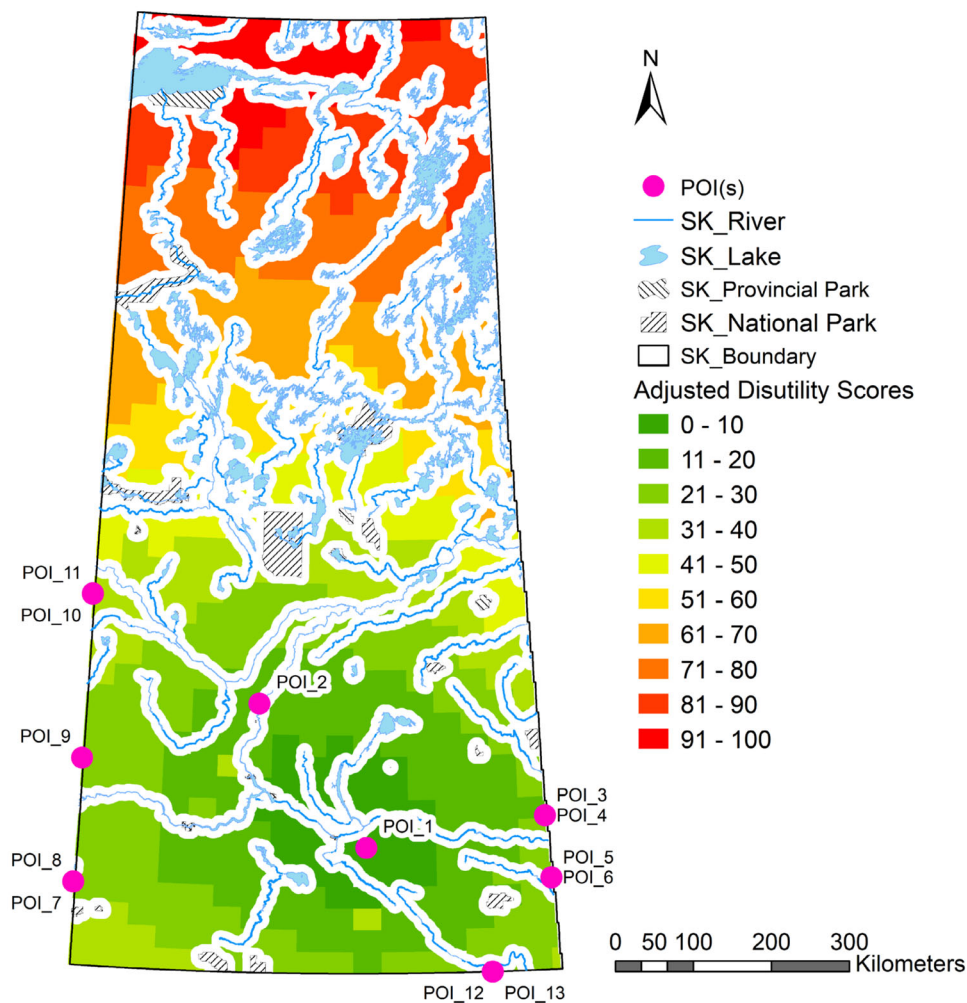 N
POI(s)
SK_River
SK_Lake
SK_Provincial Park
SK_National Park
SK_Boundary
Adjusted Disutility Scores
0 - 10
11 - 20
21 - 30
31 - 40
41 - 50
51 - 60
61 - 70
71 - 80
81 - 90
91 - 100
POI_11
POI_10
POI_2
POI_9
POI_3
POI_4
POI_1
POI_8
POI_5
POI_6
POI_7
POI_12 POI_13
0 50 100 200 300
Kilometers